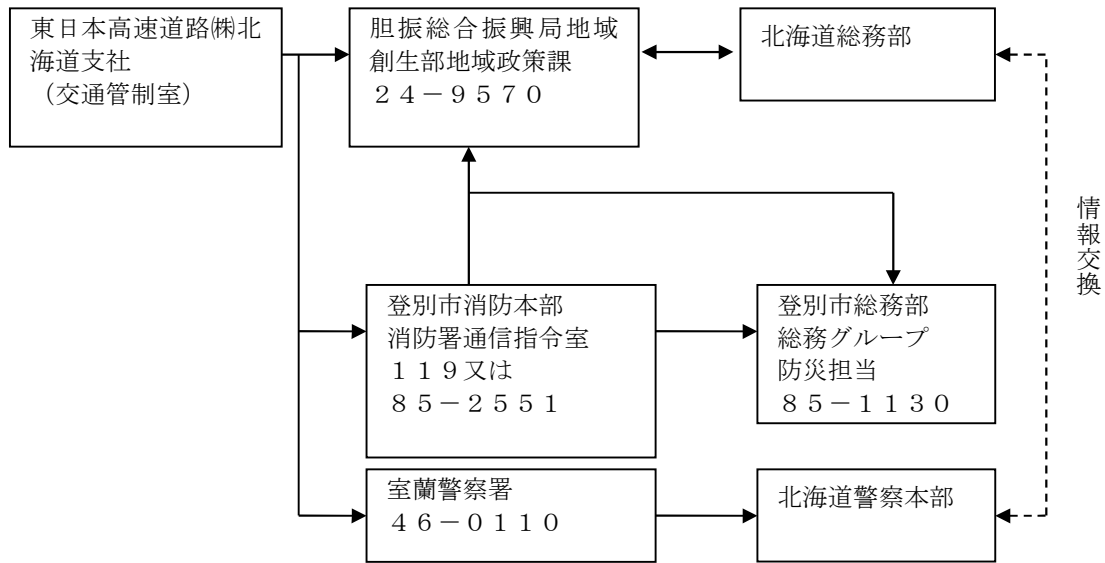 東日本高速道路㈱北
海道支社
（交通管制室）
胆振総合振興局地域
創生部地域政策課
２４－９５７０
北海道総務部
情報交換
登別市消防本部
消防署通信指令室
１１９又は
８５－２５５１
登別市総務部
総務グループ
防災担当
８５－１１３０
室蘭警察署
４６－０１１０
北海道警察本部